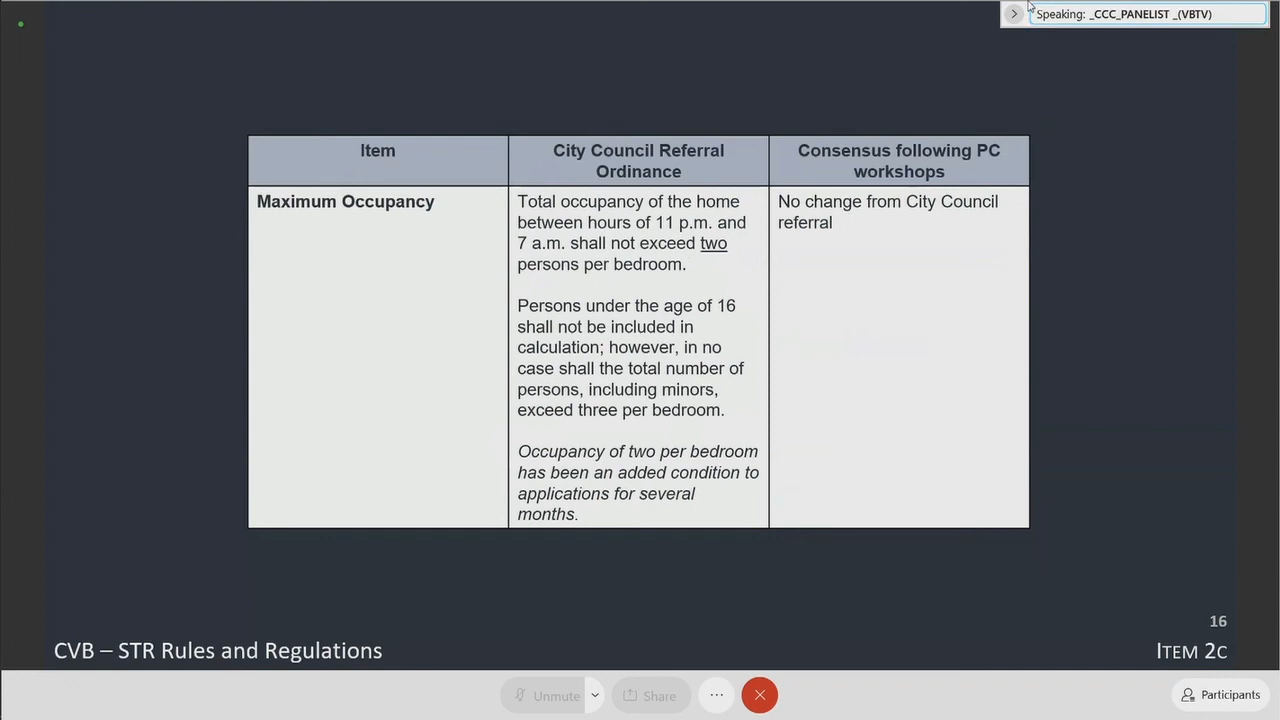 Speaking: _CCC_PANELIST _(VBTV)
Item
City Council Referral
Ordinance
Consensus following PC
workshops
Maximum Occupancy
Total occupancy of the home
between hours of 11 p.m. and
7 a.m. shall not exceed two
persons per bedroom.
Persons under the age of 16
shall not be included in
calculation; however, in no
case shall the total number of
persons, including minors,
exceed three per bedroom.
Occupancy of two per bedroom
has been an added condition to
applications for several
months.
No change from City Council
referral
16
CVB – STR Rules and Regulations
ITEM 2C
Unmute
Share
Participants